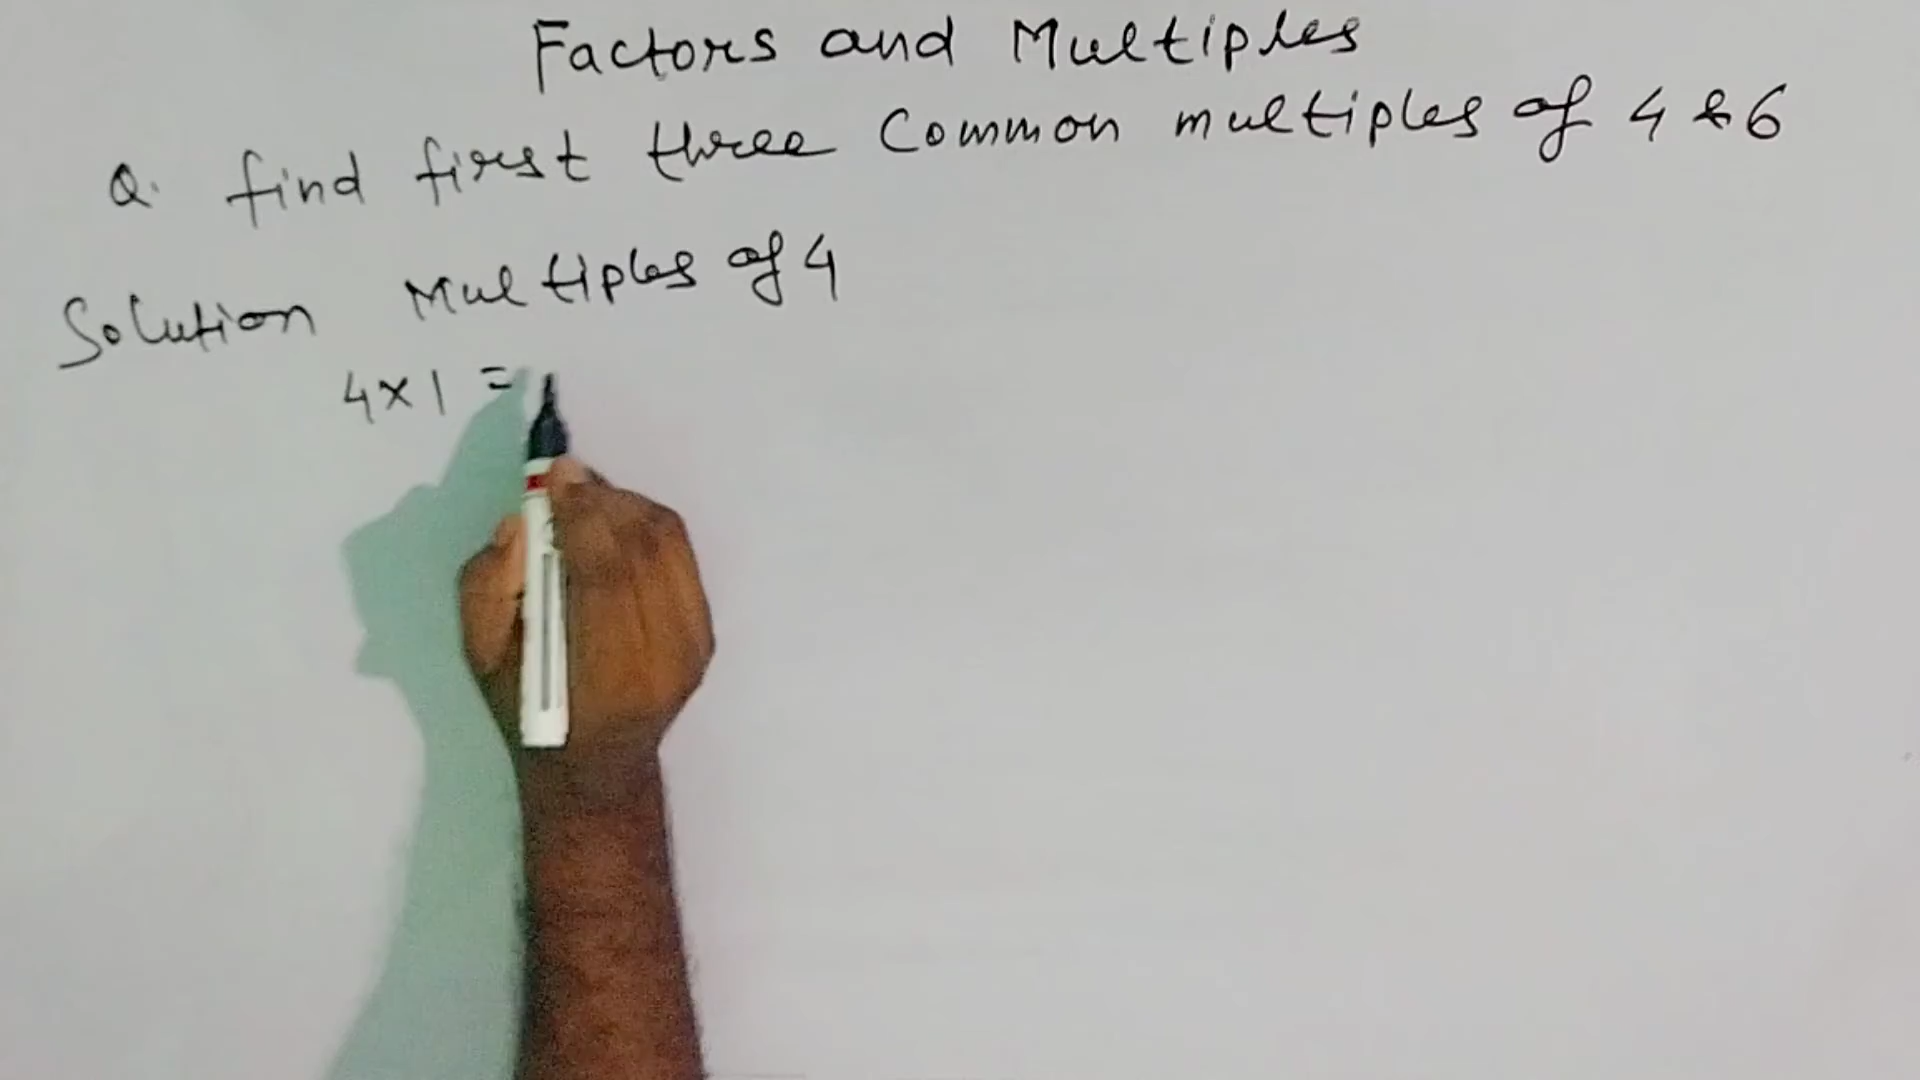 Factors and Multiples
Q. find first three Common multiples of 4 & 6
Solution Multiples of 4
4 × 1 =